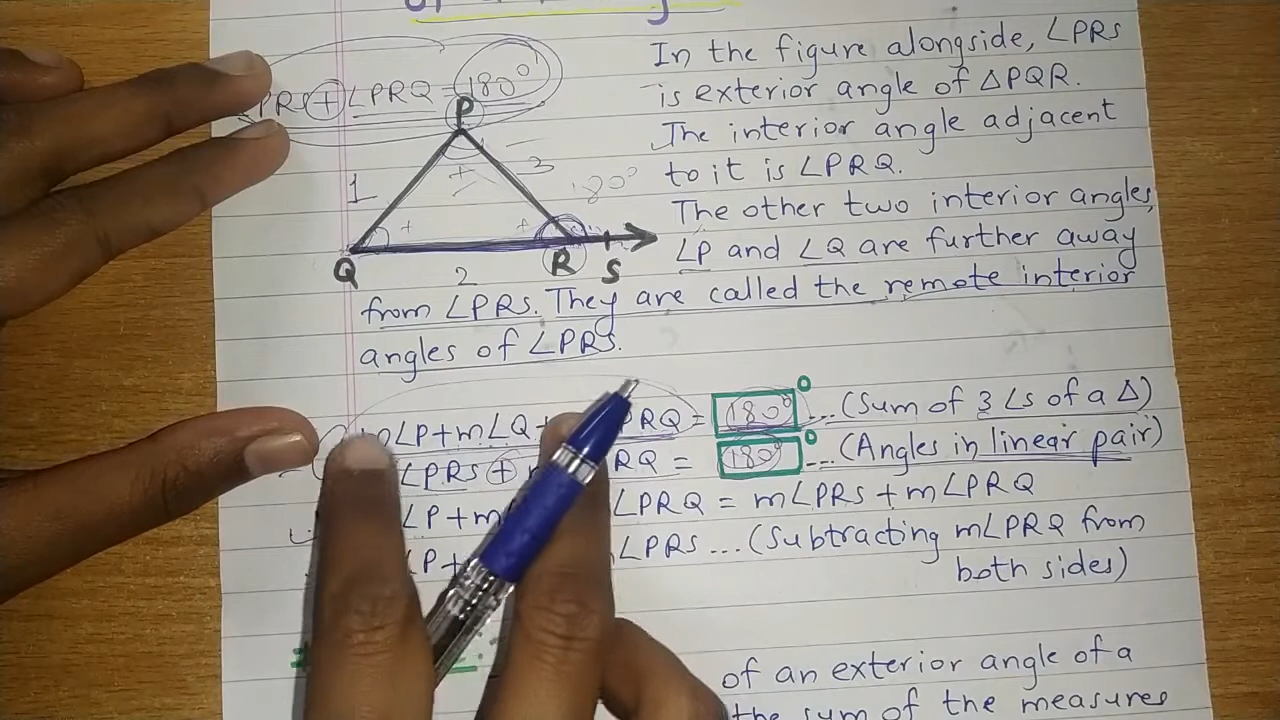 PRS + ∠PRQ = 180°
P
1
3
180°
Q
2
R
S
In the figure alongside, ∠PRS
is exterior angle of △PQR.
The interior angle adjacent
to it is ∠PRQ.
The other two interior angles,
∠P and ∠Q are further away
from ∠PRS. They are called the remote interior
angles of ∠PRS.
m∠P+m∠Q+ PRQ = 180° ° ... (Sum of 3 ∠s of a △)
∠PRS + RQ = 180° ° ... (Angles in linear pair)
∠P+m ∠PRQ = m∠PRS + m∠PRQ
∠P+ ∠PRS ... (Subtracting m∠PRQ from
both sides)
of an exterior angle of a
the sum of the measures